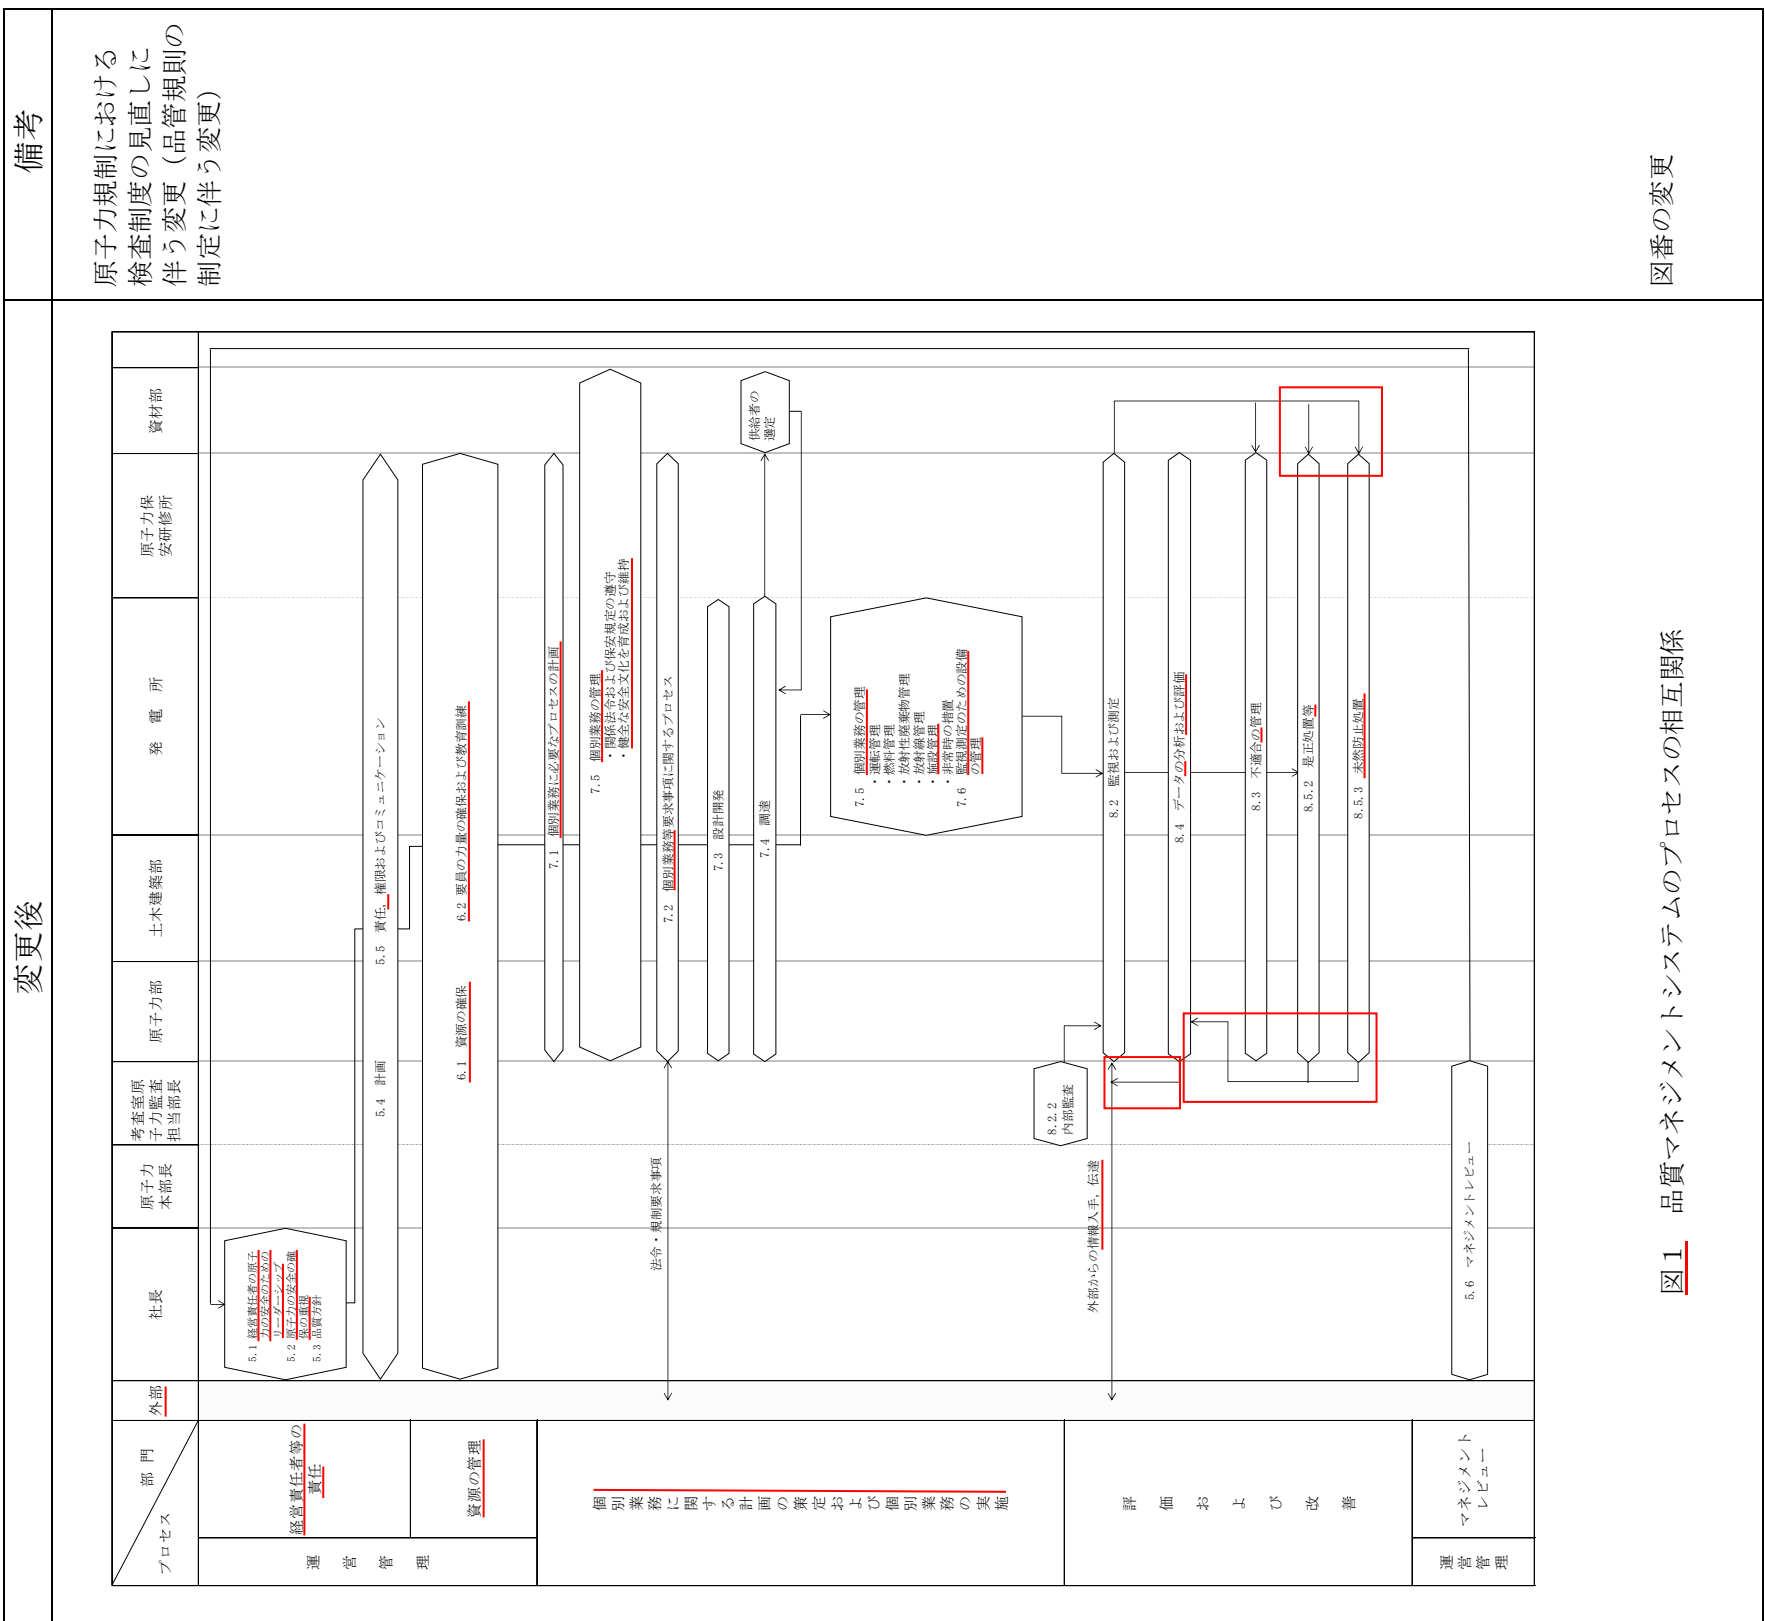 変更後
備考
原子力規制における
検査制度の見直しに
伴う変更（品管規則の
制定に伴う変更）
図番の変更
部門
プロセス
外部
社長
原子力
本部長
考査室原
子力監査
担当部長
原子力部
土木建築部
発電所
原子力保
安研修所
資材部
運営管理
経営責任者等の
責任
5.1 経営責任者の原子
力の安全のための
リーダーシップ
5.2 原子力の安全の確
保の重視
5.3 品質方針
5.4 計画
5.5 責任，権限およびコミュニケーション
資源の管理
6.1 資源の確保
6.2 要員の力量の確保および教育訓練
個別業務に関する計画の策定および個別業務の実施
7.1 個別業務に必要なプロセスの計画
7.5 個別業務の管理
・関係法令および保安規定の遵守
・健全な安全文化を育成および維持
法令・規制要求事項
7.2 個別業務等要求事項に関するプロセス
7.3 設計開発
7.4 調達
供給者の
選定
7.5 個別業務の管理
・運転管理
・燃料管理
・放射性廃棄物管理
・放射線管理
・施設管理
・非常時の措置
7.6 監視測定のための設備
の管理
評価および改善
8.2.2
内部監査
外部からの情報入手，伝達
8.2 監視および測定
8.4 データの分析および評価
8.3 不適合の管理
8.5.2 是正処置等
8.5.3 未然防止処置
運営
管理
マネジメント
レビュー
5.6 マネジメントレビュー
図1 品質マネジメントシステムのプロセスの相互関係